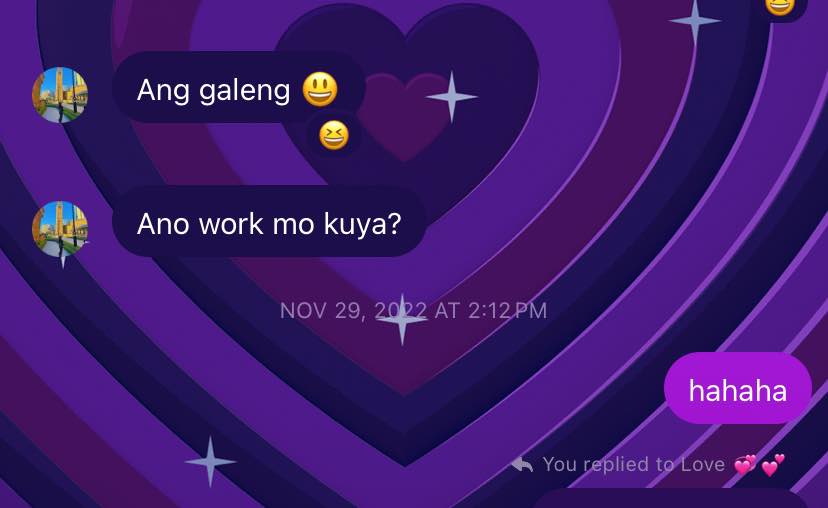 Ang galeng 😃
😆
Ano work mo kuya?
NOV 29, 2022 AT 2:12 PM
hahaha
You replied to Love 💞💕